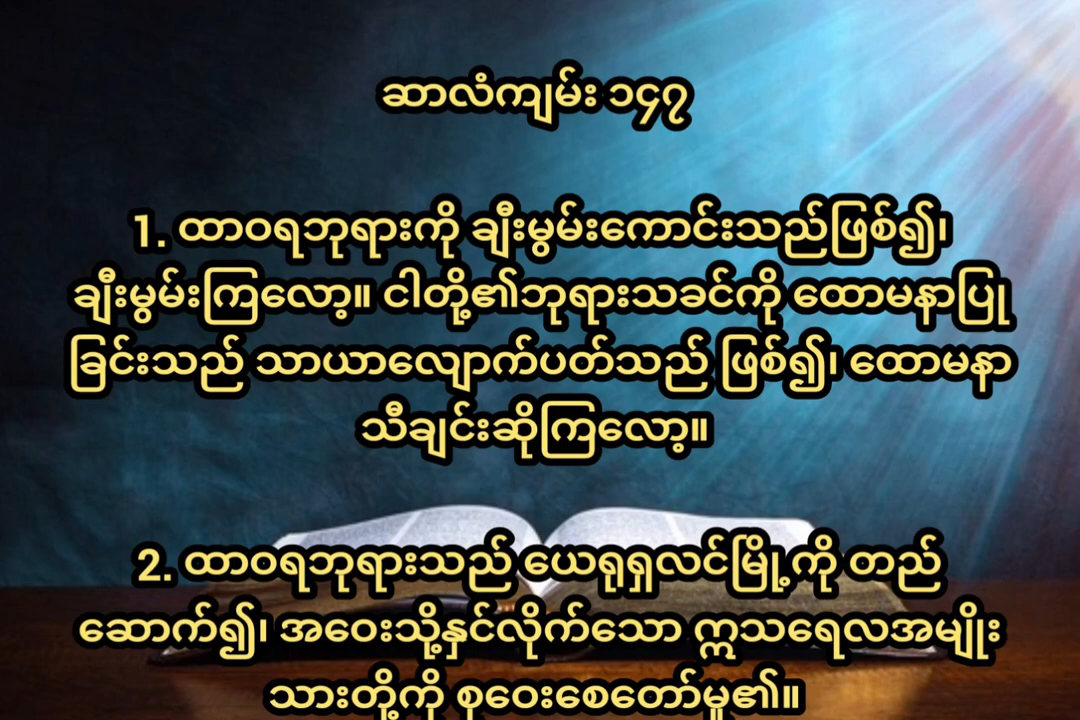 ဆာလံကျမ်း ၁၄၇
1. ထာဝရဘုရားကို ချီးမွမ်းကောင်းသည်ဖြစ်၍၊
ချီးမွမ်းကြလော့။ ငါတို့၏ဘုရားသခင်ကို ထောမနာပြု
ခြင်းသည် သာယာလျောက်ပတ်သည် ဖြစ်၍၊ ထောမနာ
သီချင်းဆိုကြလော့။
2. ထာဝရဘုရားသည် ယေရုရှလင်မြို့ကို တည်
ဆောက်၍၊ အဝေးသို့နှင်လိုက်သော ဣသရေလအမျိုး
သားတို့ကို စုဝေးစေတော်မူ၏။